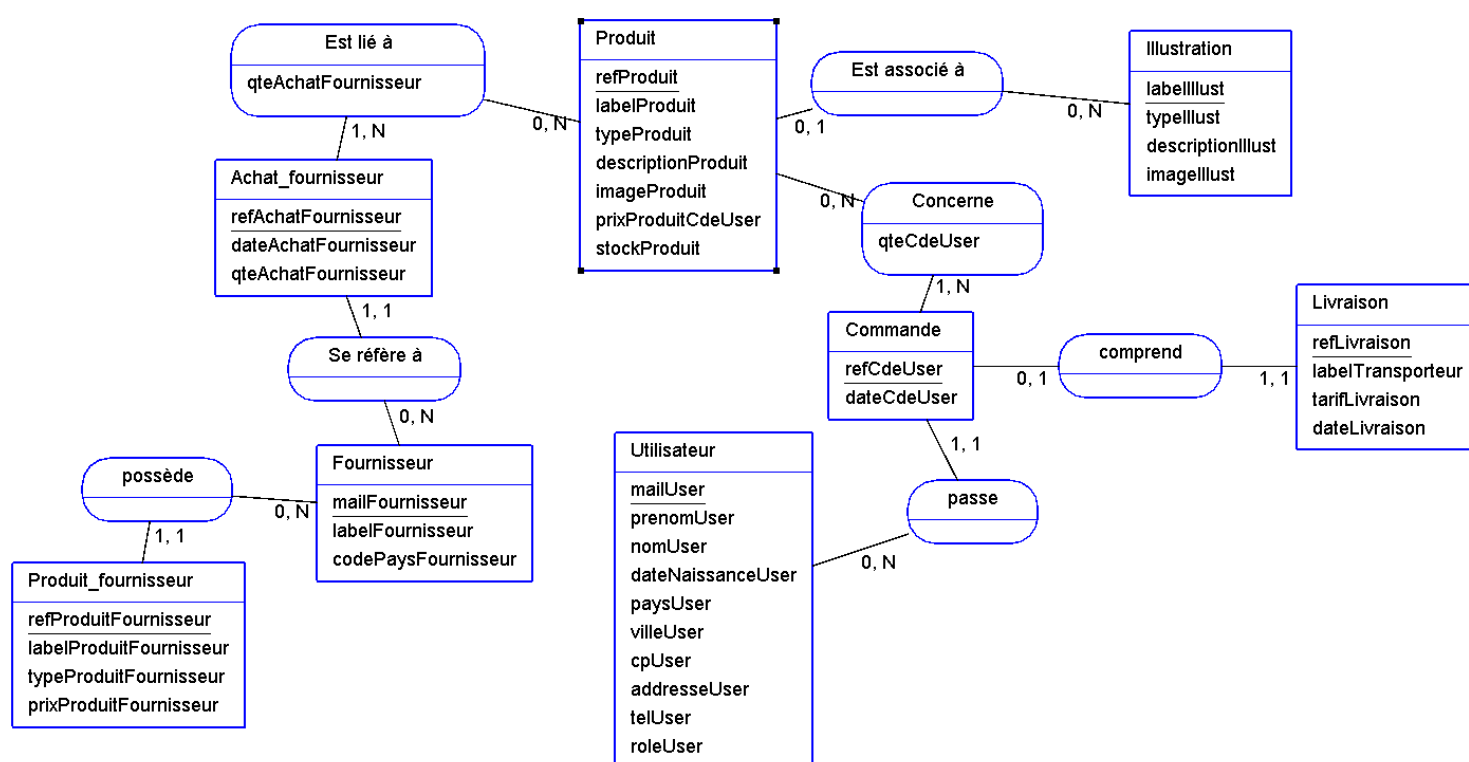 Est lié à
qteAchatFournisseur
1, N
0, N
Produit
refProduit
labelProduit
typeProduit
descriptionProduit
imageProduit
prixProduitCdeUser
stockProduit
Est associé à
0, 1
0, N
Illustration
labelIllust
typeIllust
descriptionIllust
imageIllust
Achat_fournisseur
refAchatFournisseur
dateAchatFournisseur
qteAchatFournisseur
1, 1
0, N
Concerne
qteCdeUser
1, N
Se réfère à
0, N
Commande
refCdeUser
dateCdeUser
0, 1
comprend
1, 1
Livraison
refLivraison
labelTransporteur
tarifLivraison
dateLivraison
1, 1
passe
0, N
possède
0, N
1, 1
Fournisseur
mailFournisseur
labelFournisseur
codePaysFournisseur
Produit_fournisseur
refProduitFournisseur
labelProduitFournisseur
typeProduitFournisseur
prixProduitFournisseur
Utilisateur
mailUser
prenomUser
nomUser
dateNaissanceUser
paysUser
villeUser
cpUser
addresseUser
telUser
roleUser